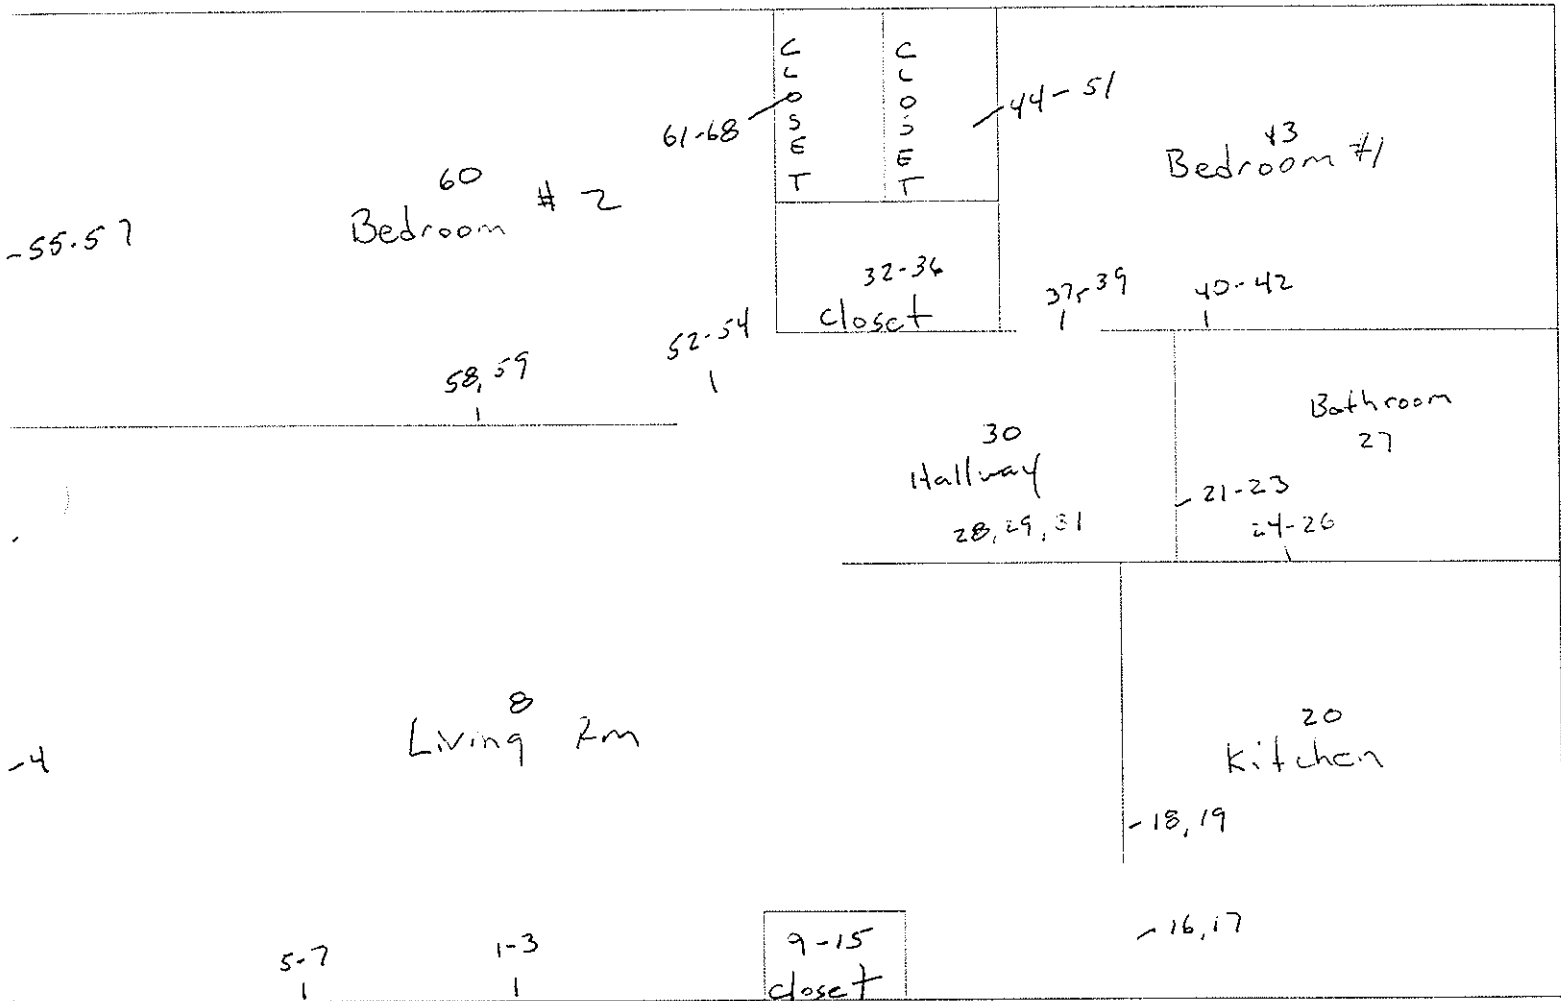 CLOSET
CLOSET
61-68
44-51
43
Bedroom #1
60
Bedroom # 2
-55-57
32-36
closet
37-39
40-42
52-54
58,59
30
Hallway
28,29,31
Bathroom
27
21-23
24-26
8
Living Rm
-4
20
Kitchen
-18,19
-16,17
5-7
1-3
9-15
closet